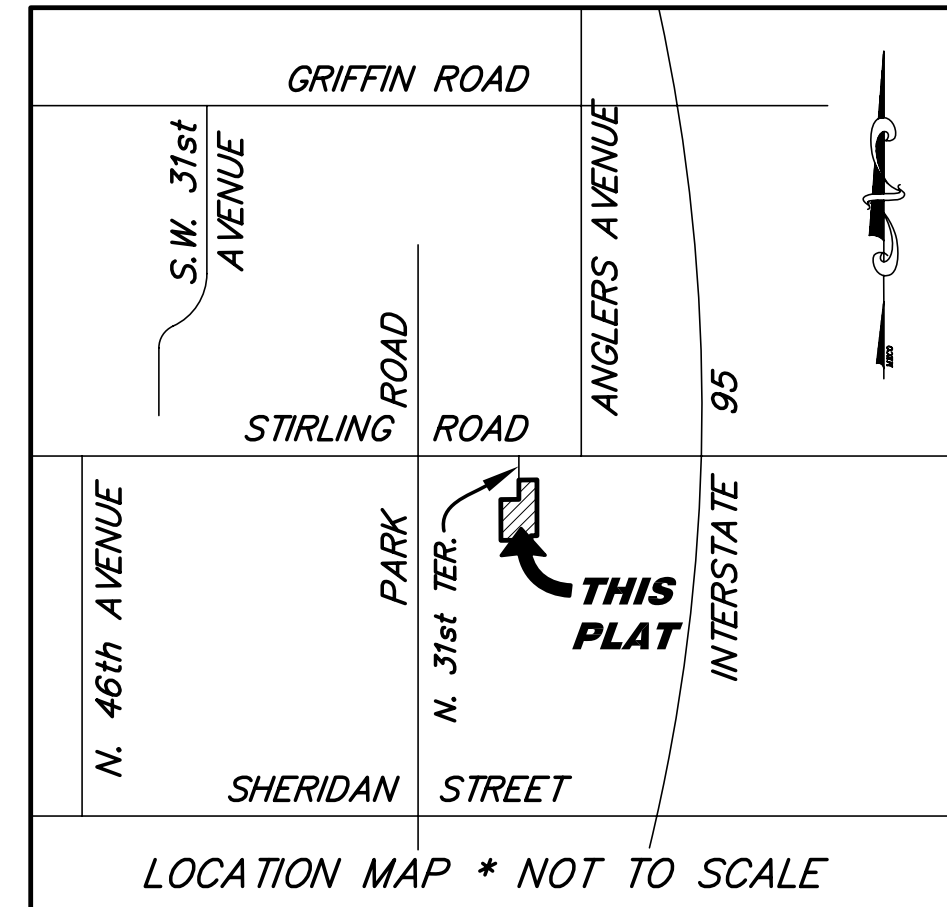 GRIFFIN ROAD
S.W. 31st
AVENUE
ANGLERS AVENUE
STIRLING ROAD
PARK ROAD
95
INTERSTATE
N. 46th AVENUE
N. 31st TER.
THIS
PLAT
SHERIDAN STREET
LOCATION MAP * NOT TO SCALE